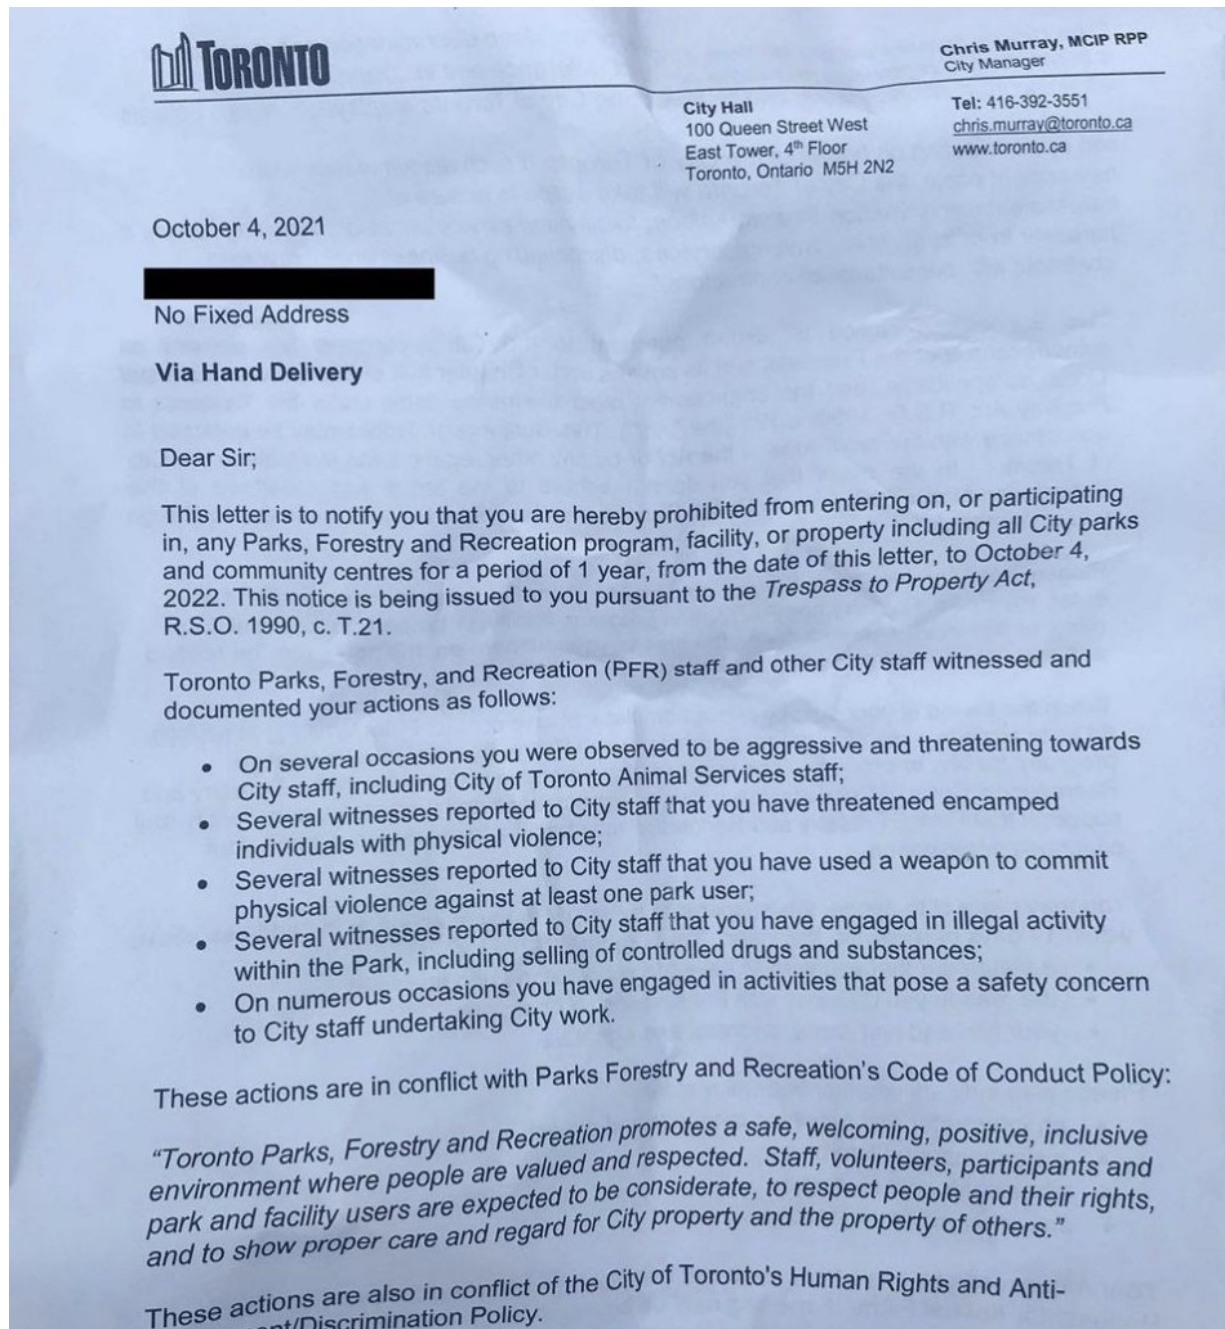 TORONTO
Chris Murray, MCIP RPP
City Manager
City Hall
100 Queen Street West
East Tower, 4th Floor
Toronto, Ontario M5H 2N2
Tel: 416-392-3551
chris.murray@toronto.ca
www.toronto.ca
October 4, 2021
No Fixed Address
Via Hand Delivery
Dear Sir;
This letter is to notify you that you are hereby prohibited from entering on, or participating
in, any Parks, Forestry and Recreation program, facility, or property including all City parks
and community centres for a period of 1 year, from the date of this letter, to October 4,
2022. This notice is being issued to you pursuant to the Trespass to Property Act,
R.S.O. 1990, c. T.21.
Toronto Parks, Forestry, and Recreation (PFR) staff and other City staff witnessed and
documented your actions as follows:
• On several occasions you were observed to be aggressive and threatening towards
City staff, including City of Toronto Animal Services staff;
• Several witnesses reported to City staff that you have threatened encamped
individuals with physical violence;
• Several witnesses reported to City staff that you have used a weapon to commit
physical violence against at least one park user;
• Several witnesses reported to City staff that you have engaged in illegal activity
within the Park, including selling of controlled drugs and substances;
• On numerous occasions you have engaged in activities that pose a safety concern
to City staff undertaking City work.
These actions are in conflict with Parks Forestry and Recreation's Code of Conduct Policy:
“Toronto Parks, Forestry and Recreation promotes a safe, welcoming, positive, inclusive
environment where people are valued and respected. Staff, volunteers, participants and
park and facility users are expected to be considerate, to respect people and their rights,
and to show proper care and regard for City property and the property of others.”
These actions are also in conflict of the City of Toronto's Human Rights and Anti-
Discrimination Policy.